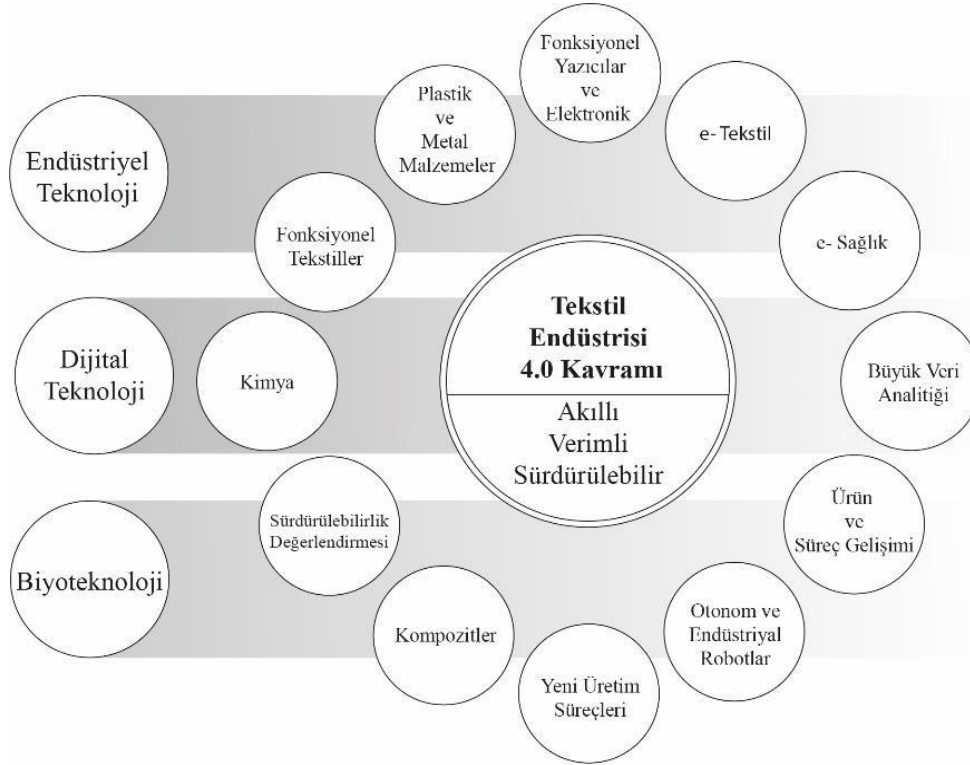 Fonksiyonel
Yazıcılar
ve
Elektronik
Plastik
ve
Metal
Malzemeler
e- Tekstil
Endüstriyel
Teknoloji
Fonksiyonel
Tekstiller
e- Sağlık
Tekstil
Endüstrisi
4.0 Kavramı
Akıllı
Verimli
Sürdürülebilir
Dijital
Teknoloji
Kimya
Büyük Veri
Analitiği
Sürdürülebilirlik
Değerlendirmesi
Ürün
ve
Süreç Gelişimi
Biyoteknoloji
Kompozitler
Otonom ve
Endüstriyal
Robotlar
Yeni Üretim
Süreçleri